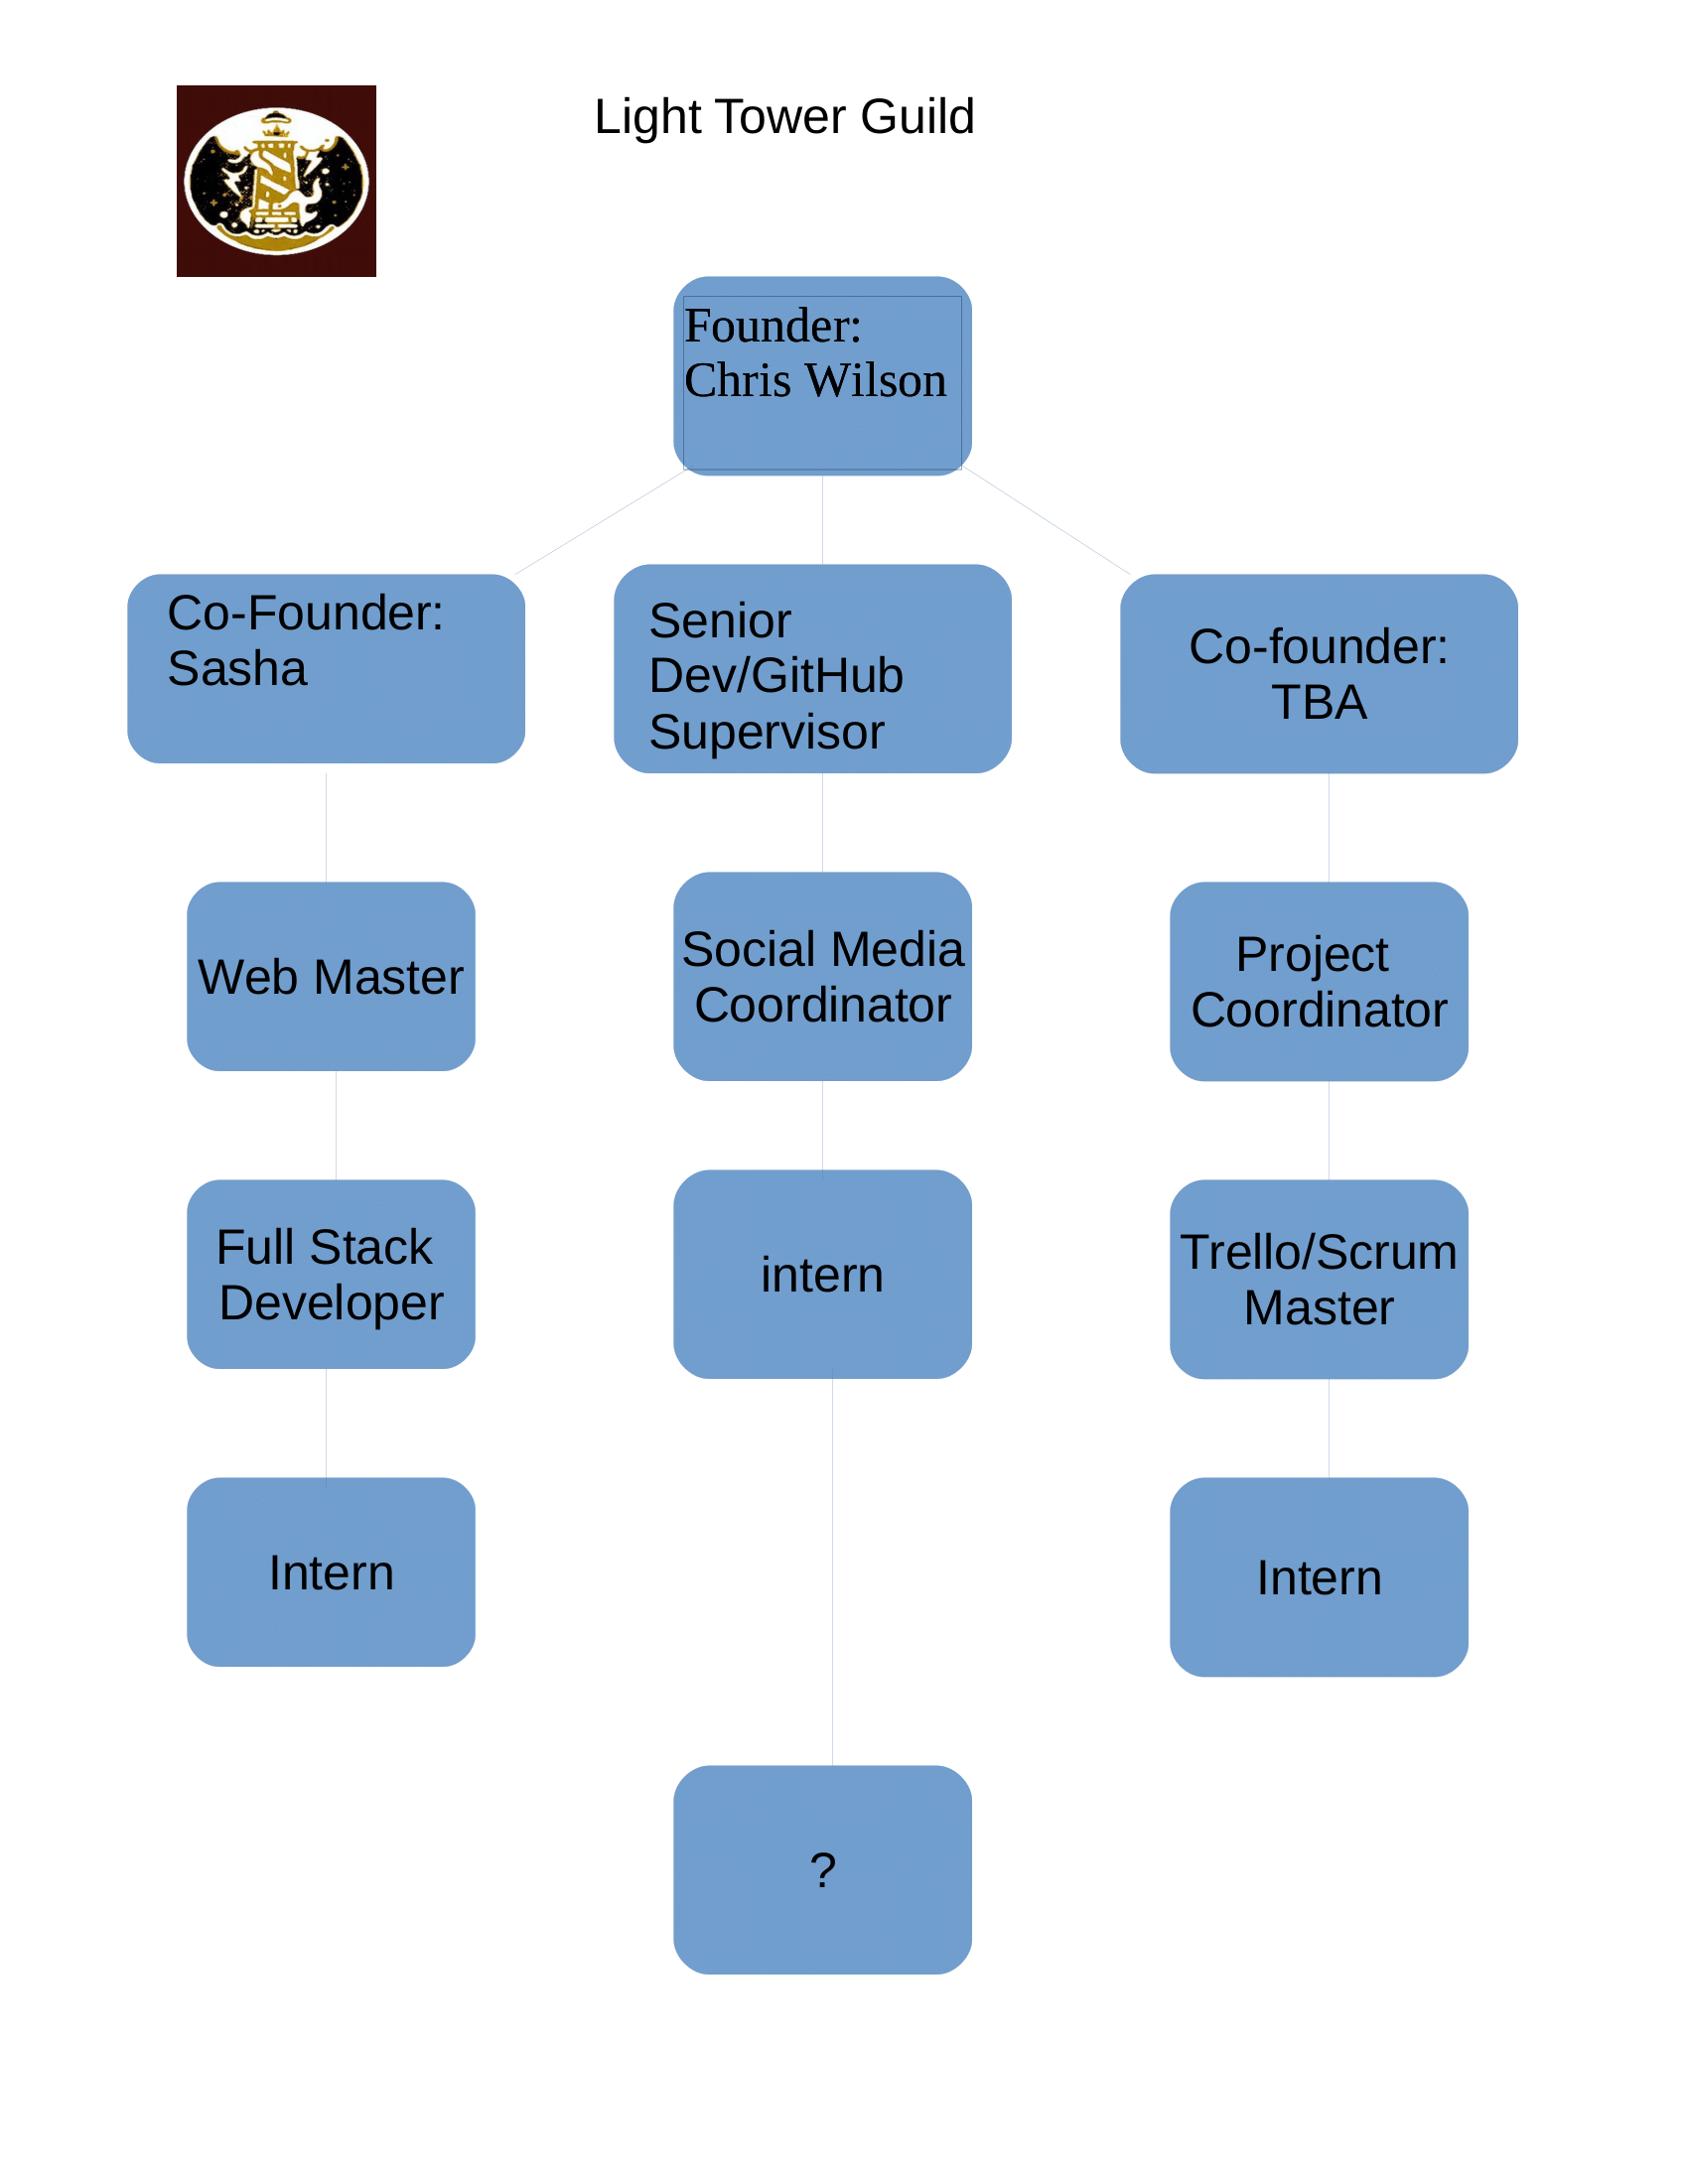 Light Tower Guild
Founder:
Chris Wilson
Co-Founder:
Sasha
Senior
Dev/GitHub
Supervisor
Co-founder:
TBA
Web Master
Social Media
Coordinator
Project
Coordinator
Full Stack
Developer
intern
Trello/Scrum
Master
Intern
Intern
?